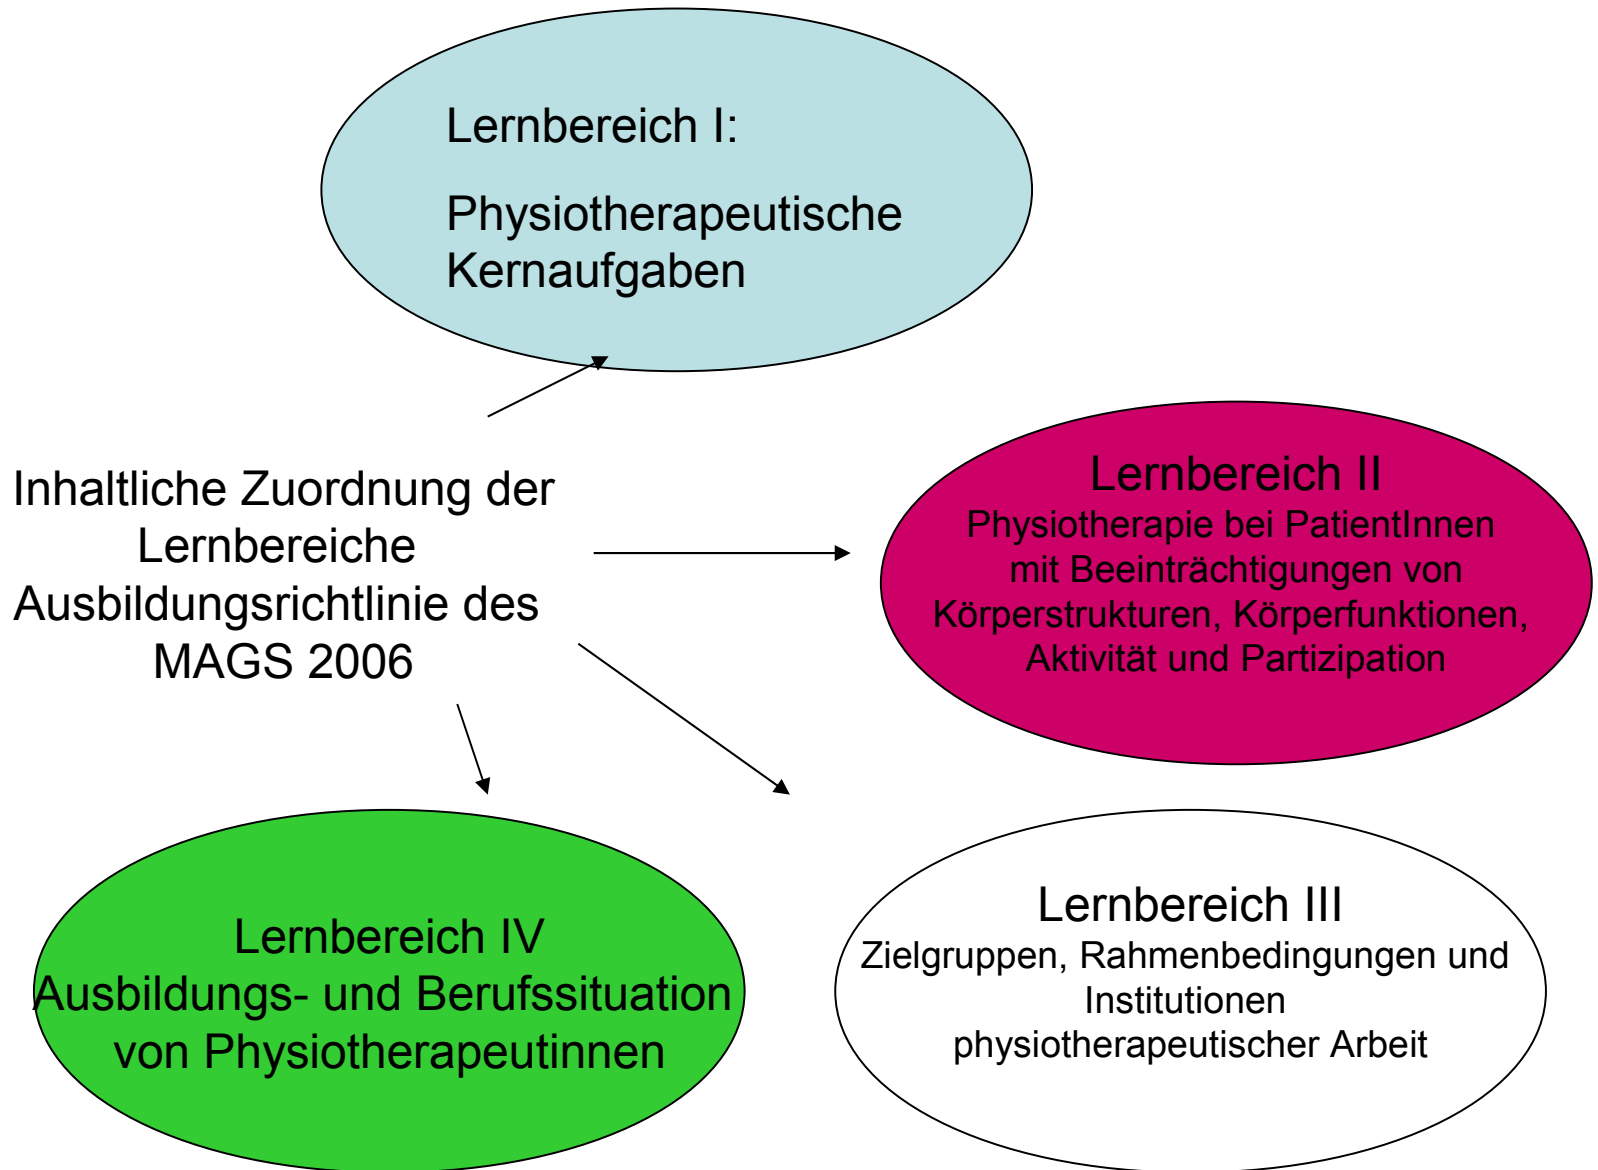 Lernbereich I:
Physiotherapeutische
Kernaufgaben
Inhaltliche Zuordnung der
Lernbereiche
Ausbildungsrichtlinie des
MAGS 2006
Lernbereich II
Physiotherapie bei PatientInnen
mit Beeinträchtigungen von
Körperstrukturen, Körperfunktionen,
Aktivität und Partizipation
Lernbereich IV
Ausbildungs- und Berufssituation
von Physiotherapeutinnen
Lernbereich III
Zielgruppen, Rahmenbedingungen und
Institutionen
physiotherapeutischer Arbeit